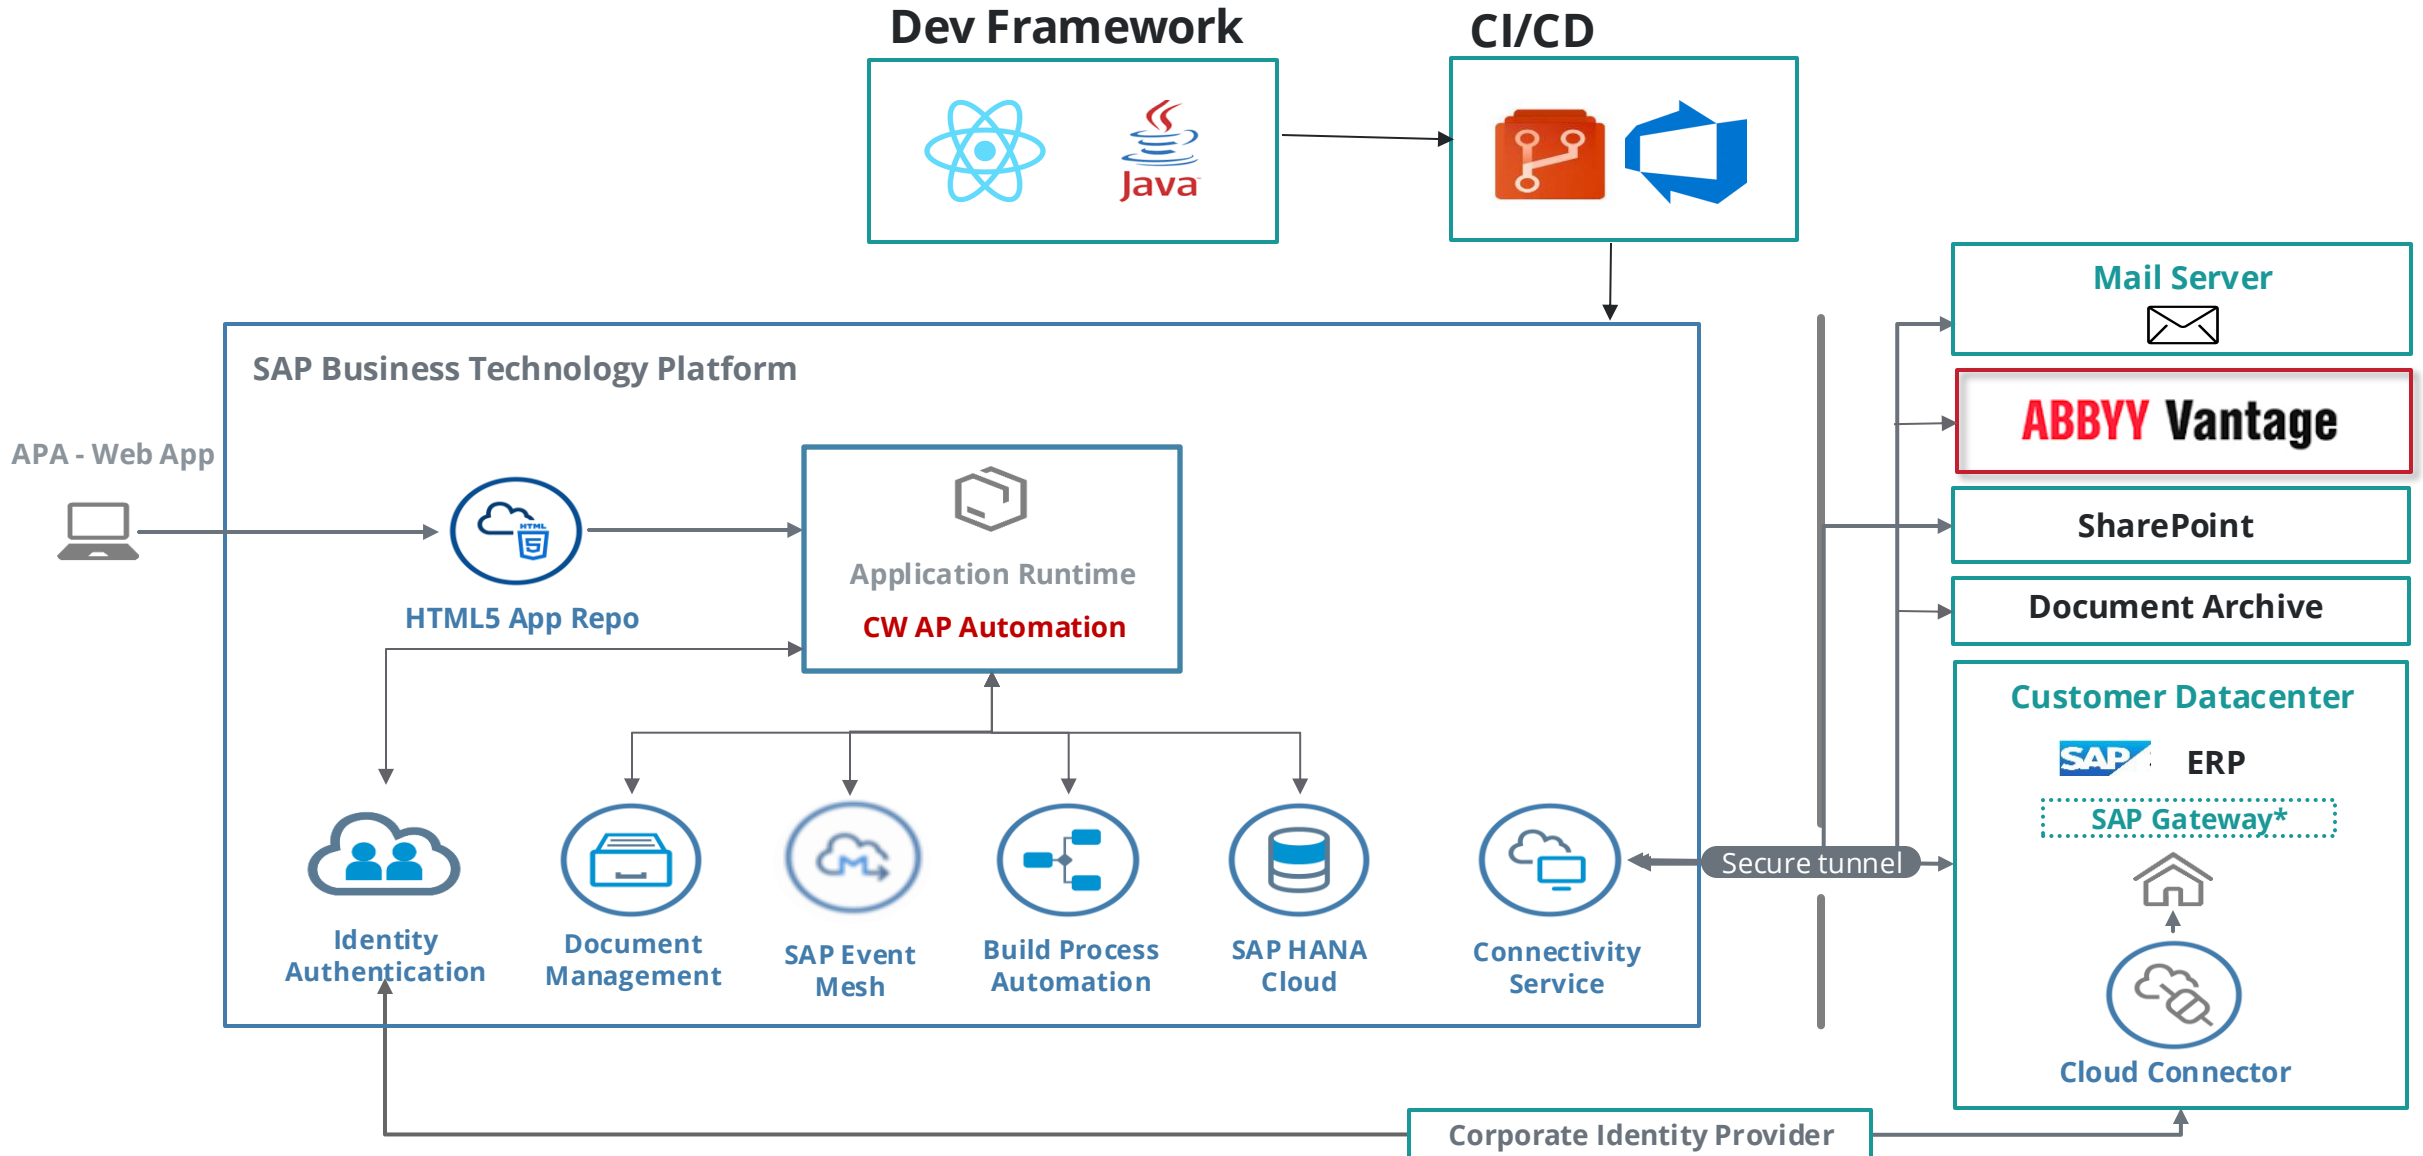 Dev Framework
CI/CD
Java
Mail Server
SAP Business Technology Platform
ABBYY Vantage
APA - Web App
HTML
5
SharePoint
Application Runtime
HTML5 App Repo
CW AP Automation
Document Archive
Customer Datacenter
SAP
ERP
SAP Gateway*
M
Secure tunnel
Identity
Authentication
Document
Management
SAP Event
Mesh
Build Process
Automation
SAP HANA
Cloud
Connectivity
Service
Cloud Connector
Corporate Identity Provider